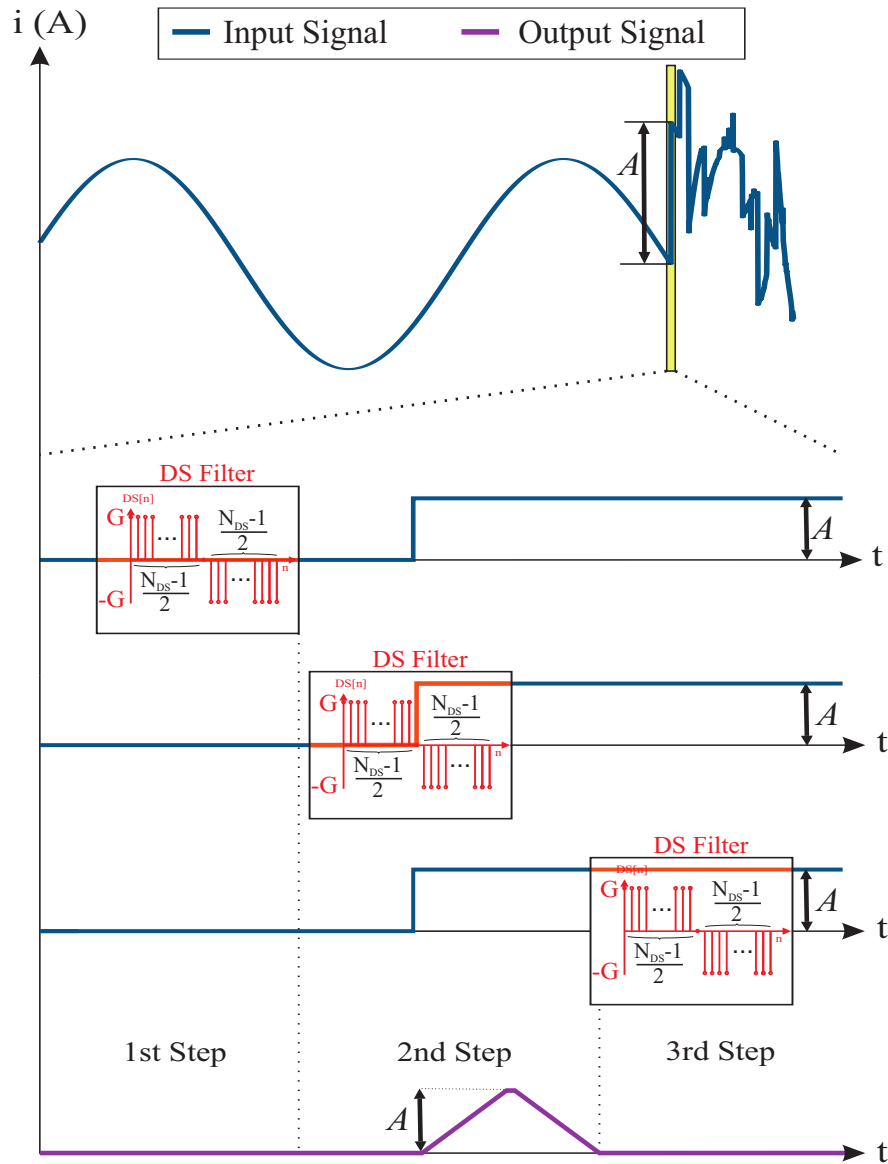 i (A)
Input Signal
Output Signal
A
DS Filter
DS[n]
G
N_DS-1
2
...
n
...
-G
N_DS-1
2
A
t
DS Filter
DS[n]
G
N_DS-1
2
...
n
...
-G
N_DS-1
2
A
t
DS Filter
DS[n]
G
N_DS-1
2
...
n
...
-G
N_DS-1
2
A
t
1st Step
2nd Step
3rd Step
A
t